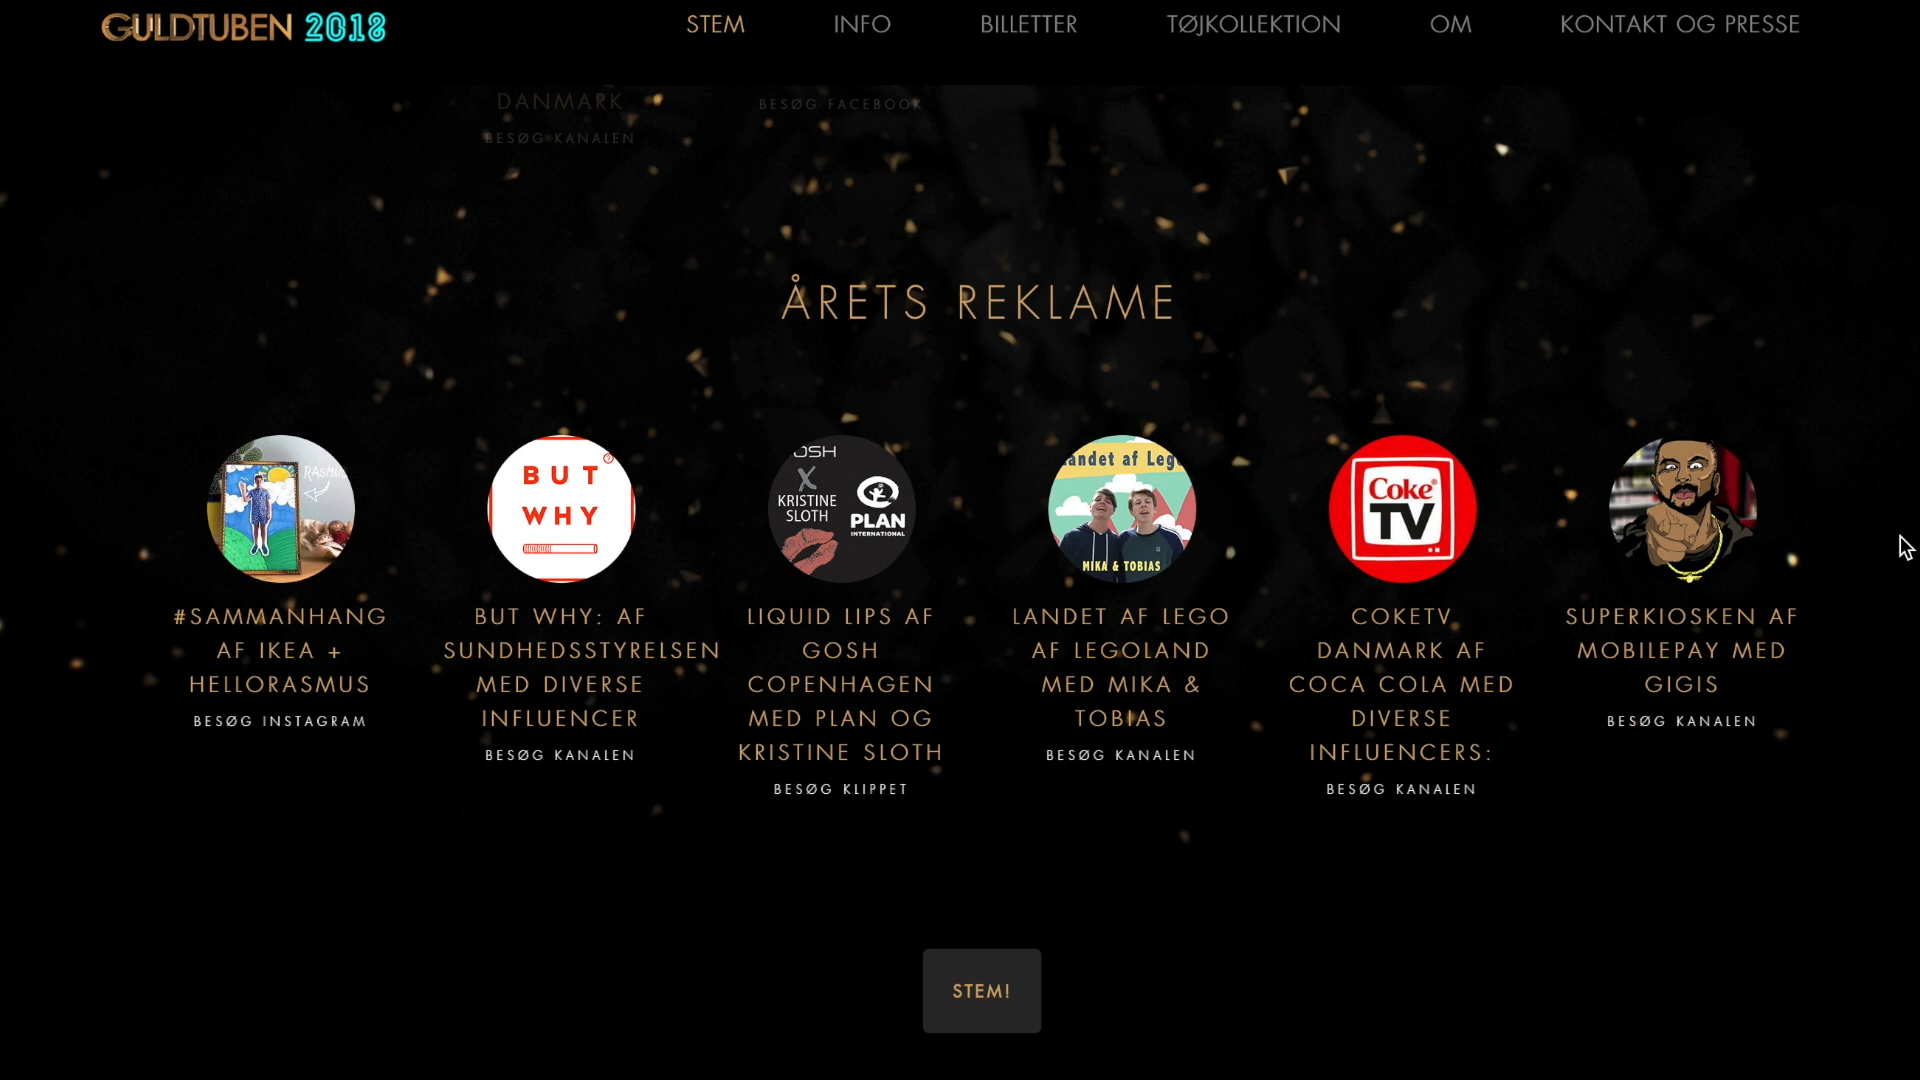 GULDTUBEN 2018
STEM INFO BILLETTER TØJKOLLEKTION OM KONTAKT OG PRESSE
DANMARK
BESØG KANALEN
BESØG FACEBOOK
ÅRETS REKLAME
RASMUS
#SAMMANHANG
AF IKEA +
HELLORASMUS
BESØG INSTAGRAM
BUT
WHY
BUT WHY: AF
SUNDHEDSSTYRELSEN
MED DIVERSE
INFLUENCER
BESØG KANALEN
OSH
X
KRISTINE
SLOTH
PLAN
INTERNATIONAL
LIQUID LIPS AF
GOSH
COPENHAGEN
MED PLAN OG
KRISTINE SLOTH
BESØG KLIPPET
andet af Leg
MIKA & TOBIAS
LANDET AF LEGO
AF LEGOLAND
MED MIKA &
TOBIAS
BESØG KANALEN
Coke
TV
COKETV
DANMARK AF
COCA COLA MED
DIVERSE
INFLUENCERS:
BESØG KANALEN
SUPERKIOSKEN AF
MOBILEPAY MED
GIGIS
BESØG KANALEN
STEM!